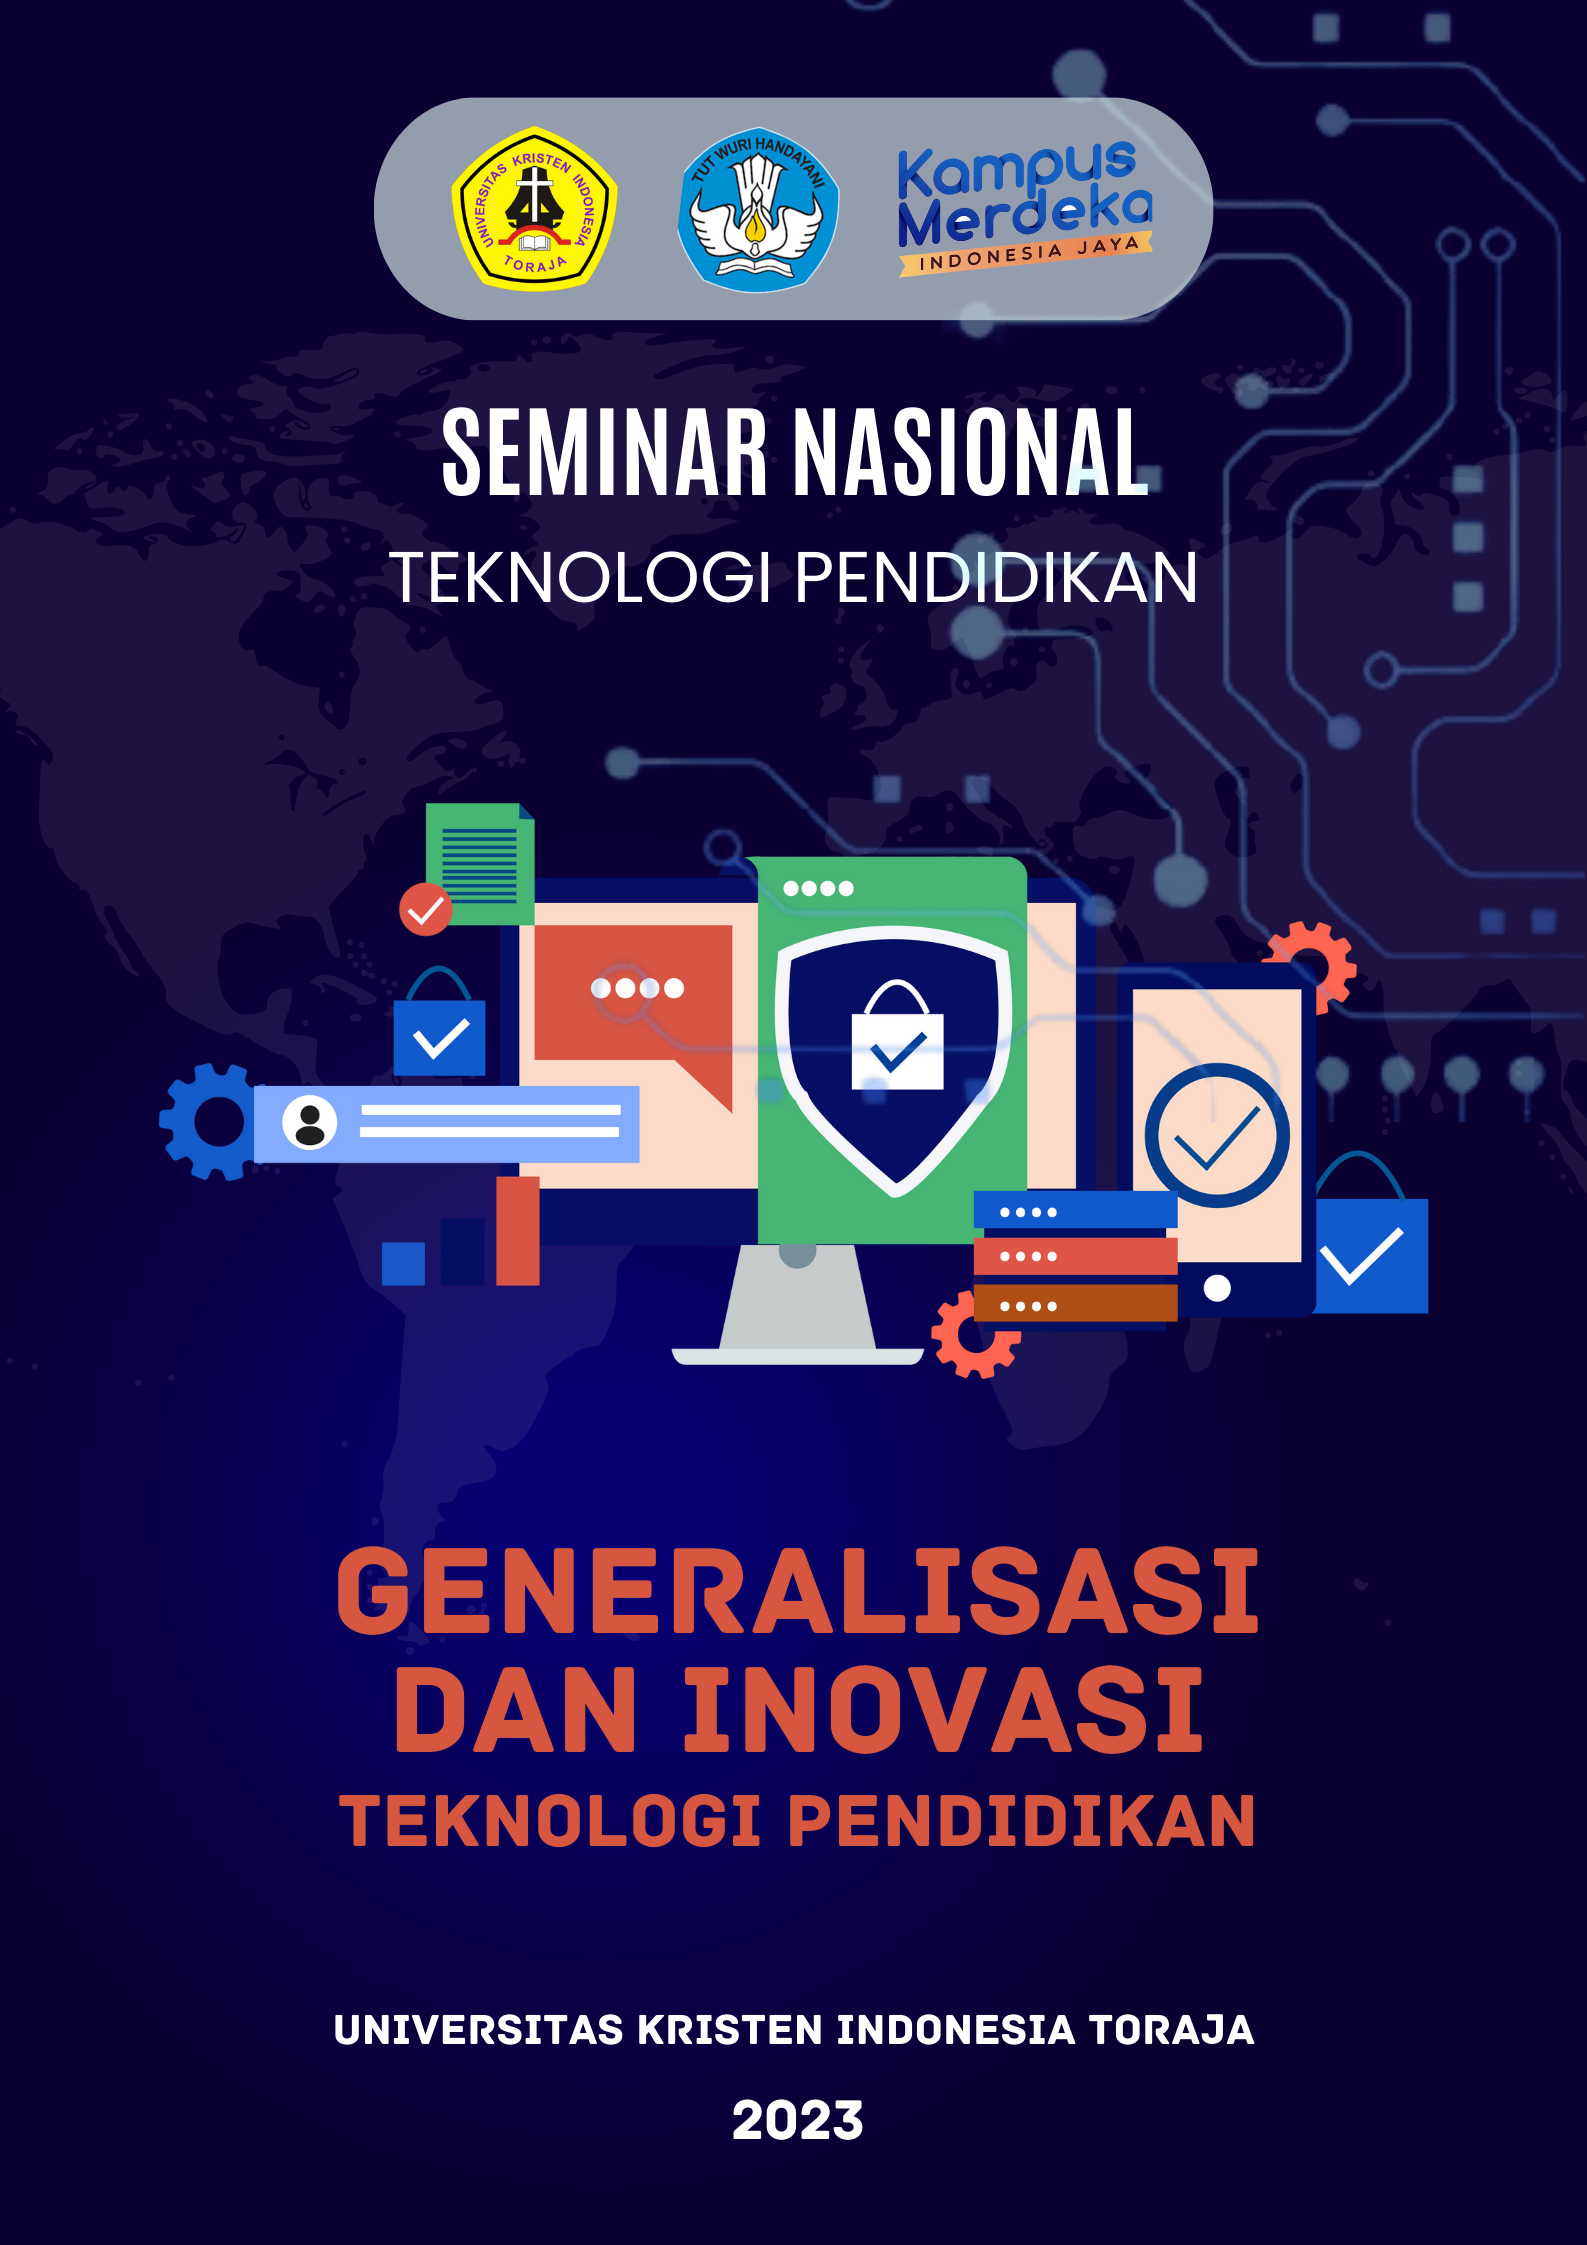 UNIVERSITAS KRISTEN INDONESIA
TORAJA
TUT WURI HANDAYANI
Kampus
Merdeka
INDONESIA JAYA
SEMINAR NASIONAL
TEKNOLOGI PENDIDIKAN
GENERALISASI
DAN INOVASI
TEKNOLOGI PENDIDIKAN
UNIVERSITAS KRISTEN INDONESIA TORAJA
2023